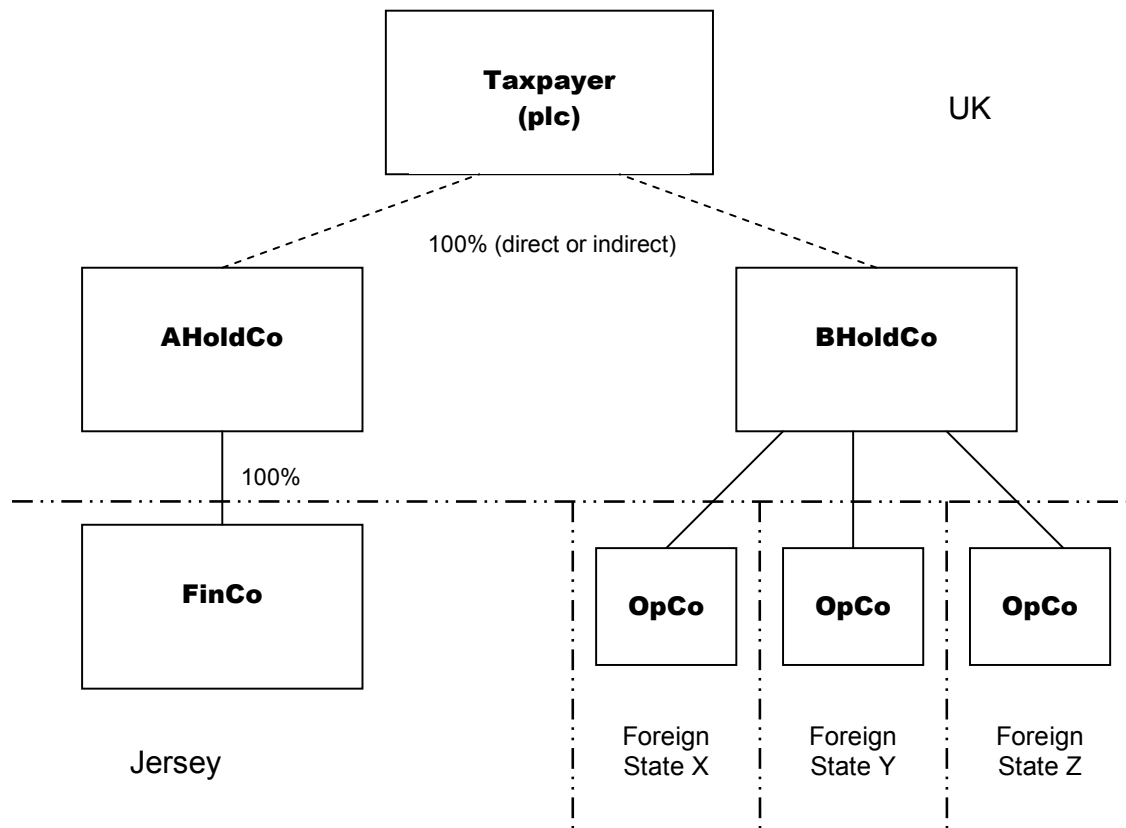 Taxpayer
(plc)
UK
100% (direct or indirect)
AHoldCo
BHoldCo
100%
FinCo
OpCo
OpCo
OpCo
Jersey
Foreign
State X
Foreign
State Y
Foreign
State Z